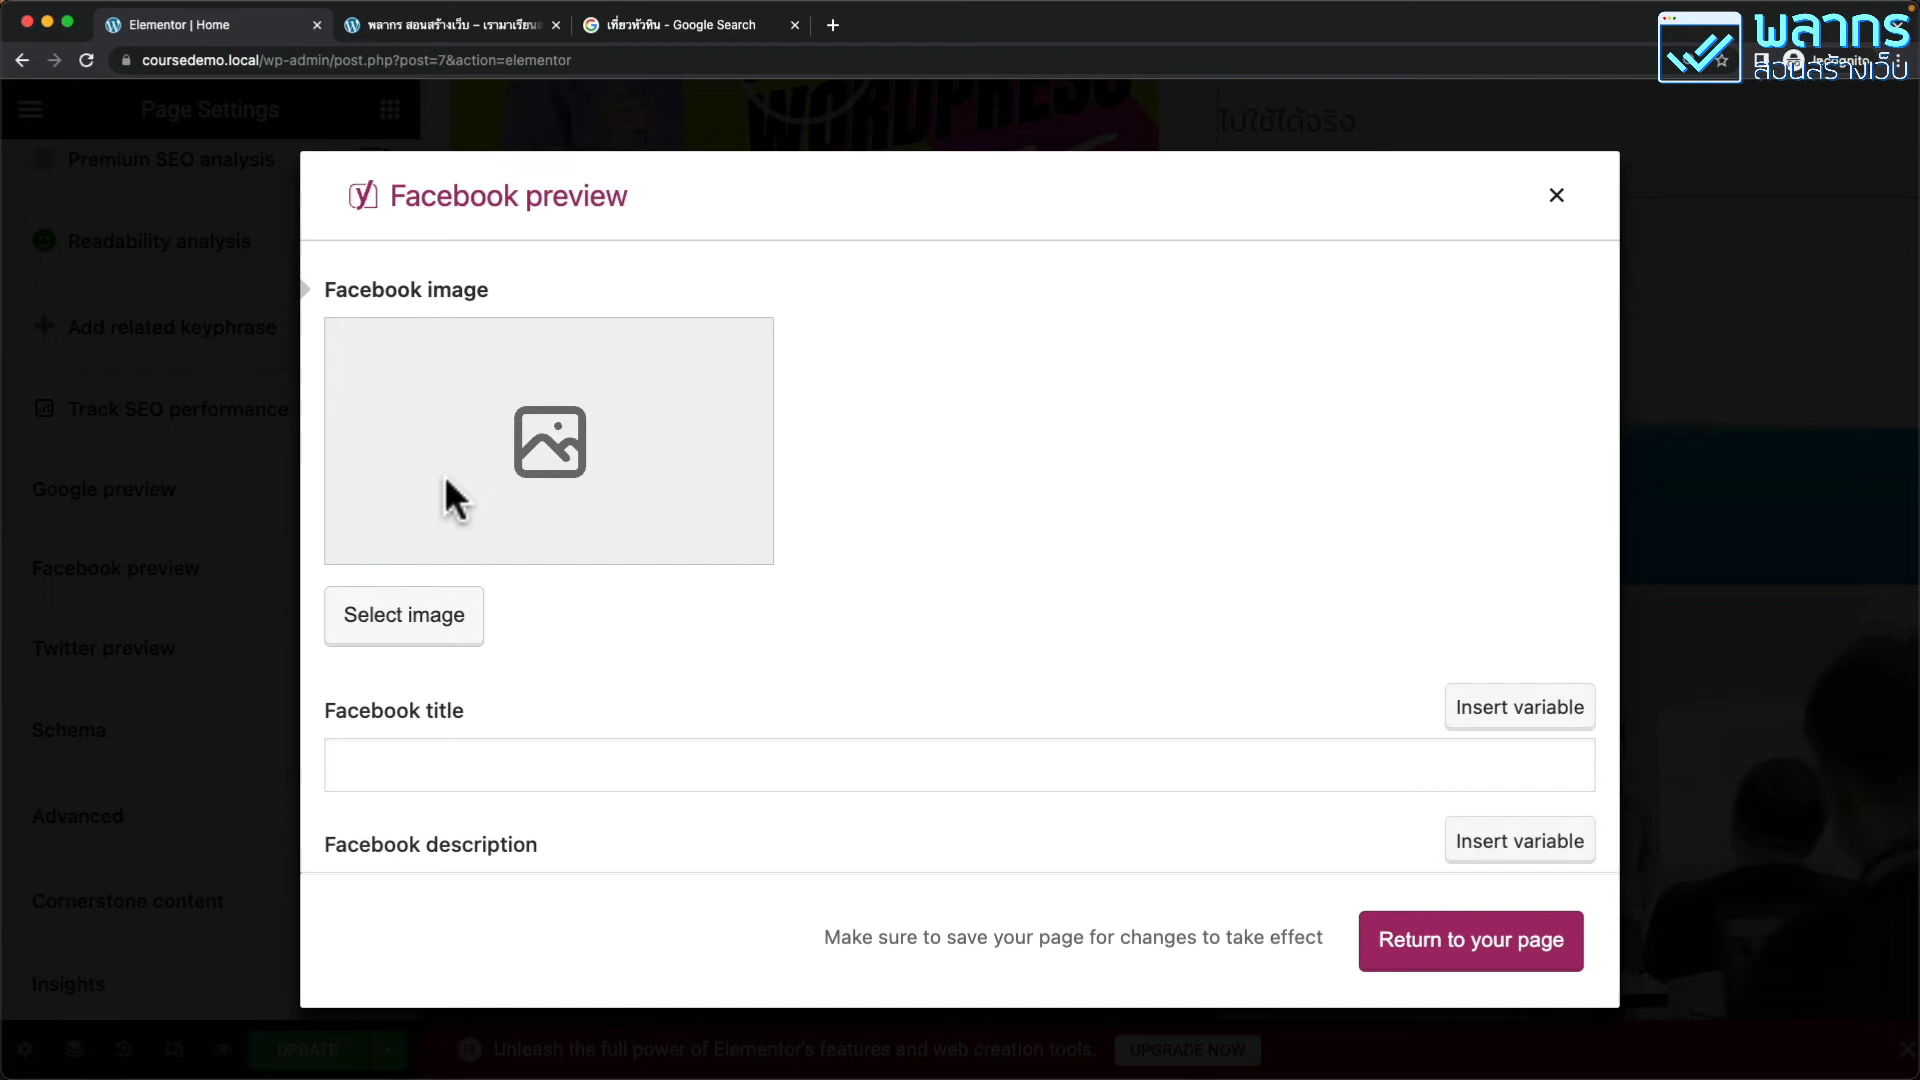 Elementor | Home
พลากร สอนสร้างเว็บ – เรามาเรียน
เที่ยวหัวหิน - Google Search
coursedemo.local/wp-admin/post.php?post=7&action=elementor
Incognito
พลากร
สอนสร้างเว็บ
Page Settings
WORDPRESS
ไปใช้ได้จริง
Premium SEO analysis
Readability analysis
Add related keyphrase
Track SEO performance
Google preview
Facebook preview
Twitter preview
Schema
Advanced
Cornerstone content
Insights
Facebook preview
Facebook image
Select image
Facebook title
Insert variable
Facebook description
Insert variable
Make sure to save your page for changes to take effect
Return to your page
UPDATE
Unleash the full power of Elementor's features and web creation tools.
UPGRADE NOW